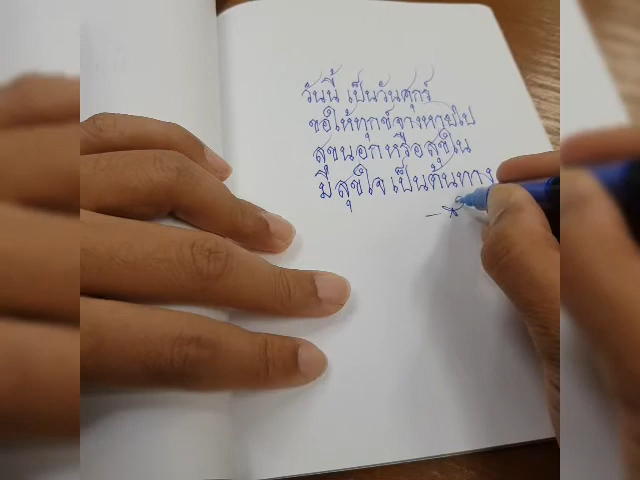 วันนี้ เป็นวันศุกร์
ขอให้ทุกข์จางหายไป
สุขนอกหรือสุขใน
มีสุขใจ เป็นต้นทาง